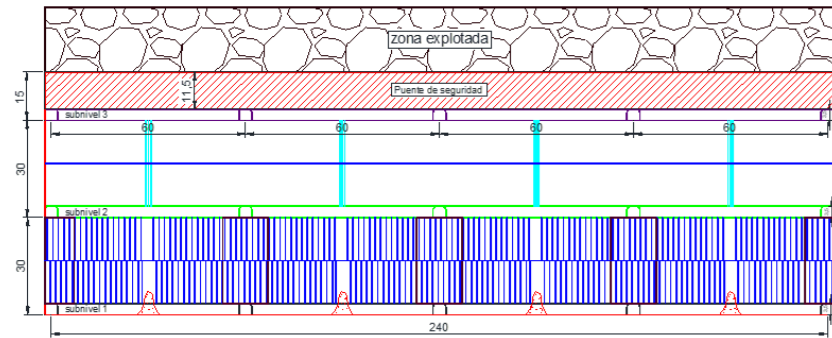 zona explotada
Puente de seguridad
15
11.5
subnivel 3
60 60 60 60
30
subnivel 2
30
subnivel 1
240